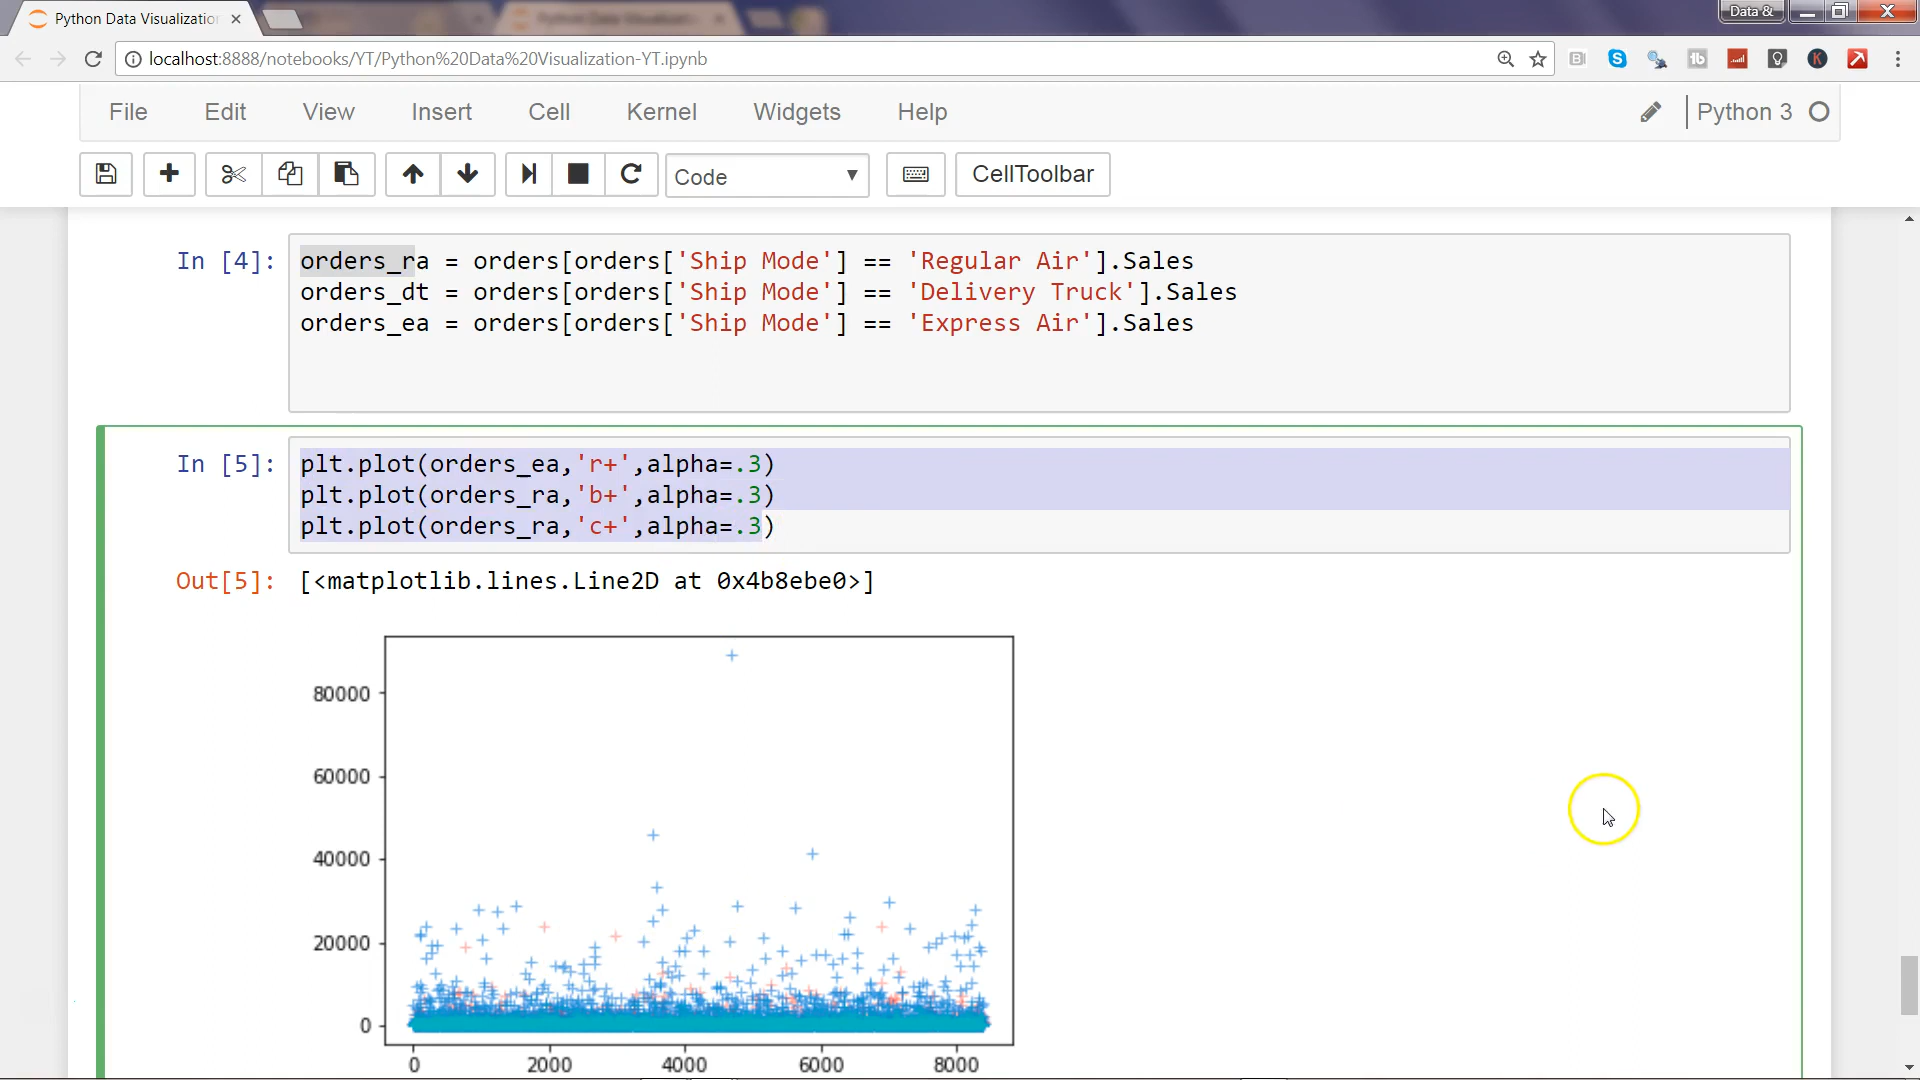 Python Data Visualization
Data &
localhost:8888/notebooks/YT/Python%20Data%20Visualization-YT.ipynb
File Edit View Insert Cell Kernel Widgets Help
Python 3
Code
CellToolbar
In [4]:
orders_ra = orders[orders['Ship Mode'] == 'Regular Air'].Sales
orders_dt = orders[orders['Ship Mode'] == 'Delivery Truck'].Sales
orders_ea = orders[orders['Ship Mode'] == 'Express Air'].Sales
In [5]:
plt.plot(orders_ea,'r+',alpha=.3)
plt.plot(orders_ra,'b+',alpha=.3)
plt.plot(orders_ra,'c+',alpha=.3)
Out[5]:
[<matplotlib.lines.Line2D at 0x4b8ebe0>]
80000
60000
40000
20000
0
0 2000 4000 6000 8000